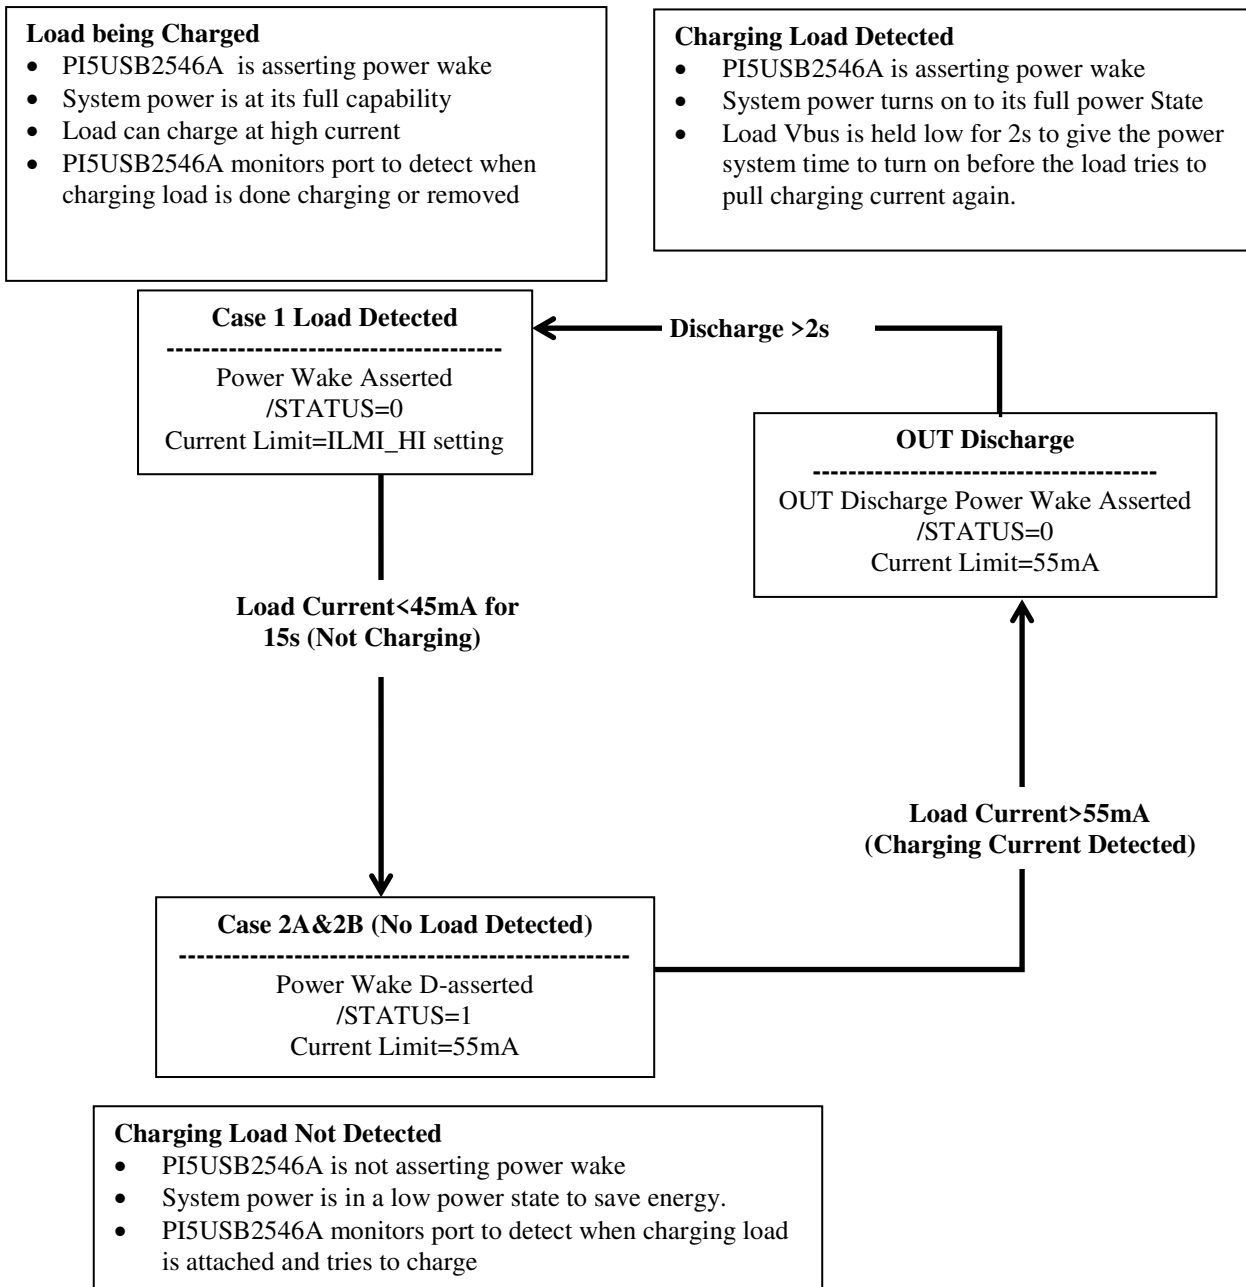 Load being Charged
• PI5USB2546A is asserting power wake
• System power is at its full capability
• Load can charge at high current
• PI5USB2546A monitors port to detect when
charging load is done charging or removed
Charging Load Detected
• PI5USB2546A is asserting power wake
• System power turns on to its full power State
• Load Vbus is held low for 2s to give the power
system time to turn on before the load tries to
pull charging current again.
Case 1 Load Detected
--------------------------------------
Power Wake Asserted
/STATUS=0
Current Limit=ILMI_HI setting
Discharge >2s
OUT Discharge
---------------------------------------
OUT Discharge Power Wake Asserted
/STATUS=0
Current Limit=55mA
Load Current<45mA for
15s (Not Charging)
Load Current>55mA
(Charging Current Detected)
Case 2A&2B (No Load Detected)
---------------------------------------------------
Power Wake D-asserted
/STATUS=1
Current Limit=55mA
Charging Load Not Detected
• PI5USB2546A is not asserting power wake
• System power is in a low power state to save energy.
• PI5USB2546A monitors port to detect when charging load
is attached and tries to charge